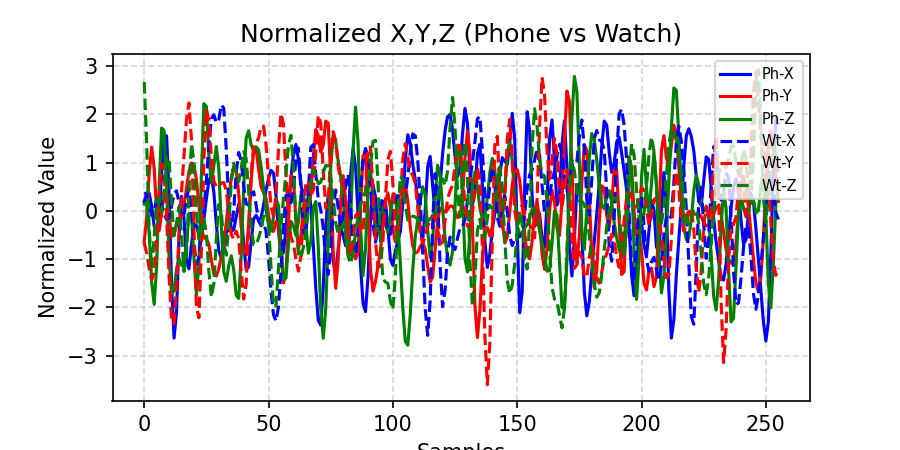 Normalized X,Y,Z (Phone vs Watch)
Normalized Value
3
2
1
0
−1
−2
−3
0
50
100
150
200
250
Samples
Ph-X
Ph-Y
Ph-Z
Wt-X
Wt-Y
Wt-Z